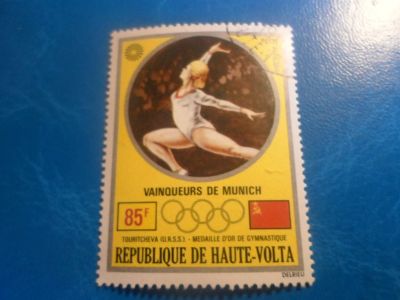 VAINQUEURS DE MUNICH
85F
TOURITCHEVA (U.R.S.S.) - MEDAILLE D'OR DE GYMNASTIQUE
REPUBLIQUE DE HAUTE-VOLTA
DELRIEU